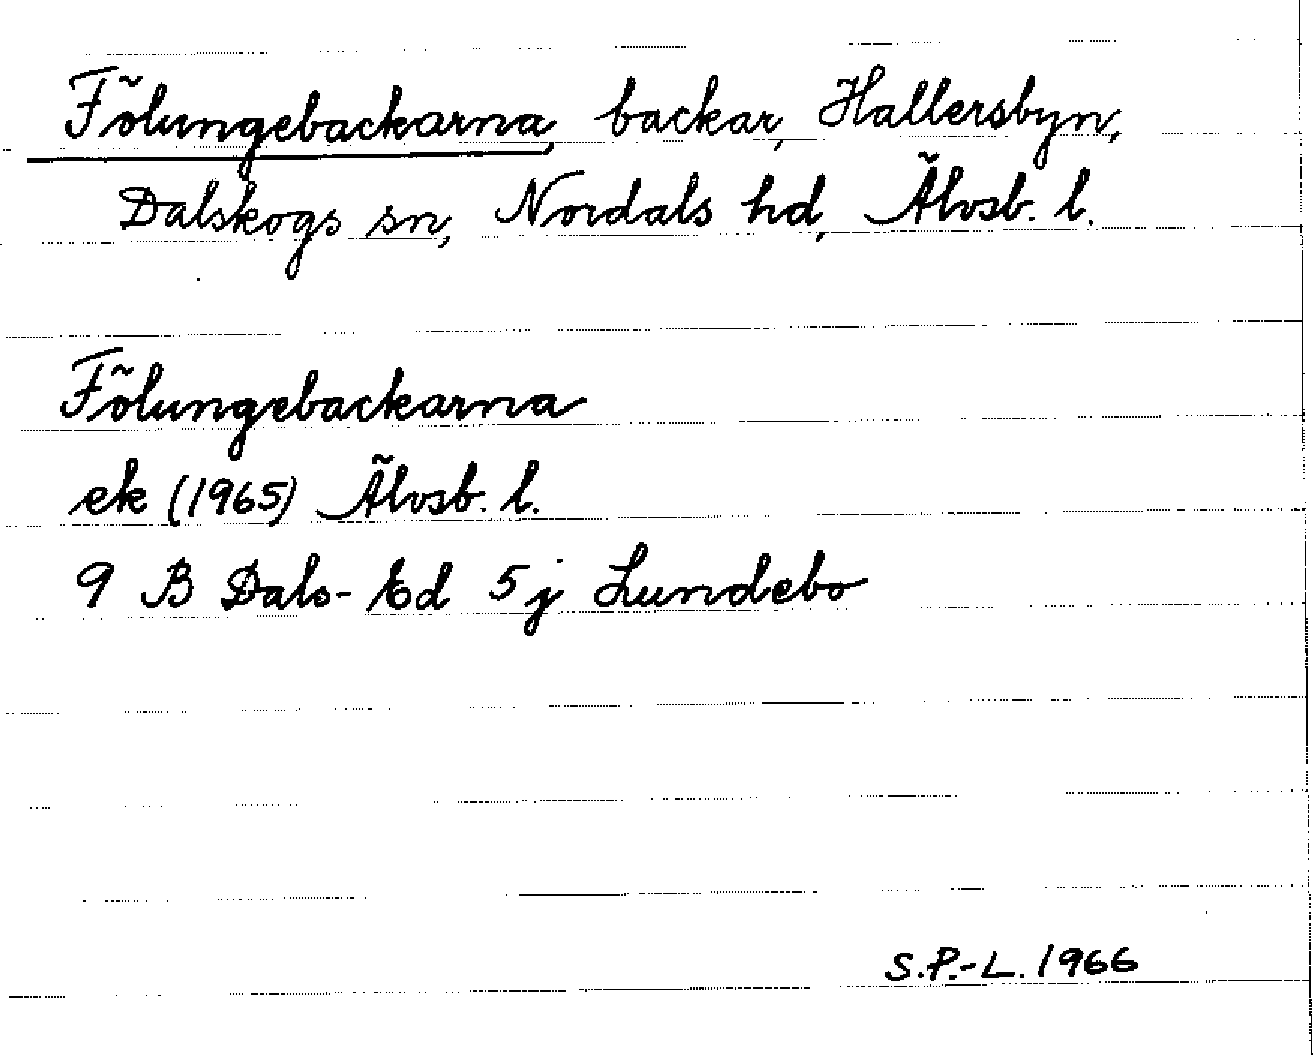 Fölungebackarna, backar, Hallersbyn,
Dalskogs sn, Nordals hd, Älvsb. l.
Fölungebackarna
ek (1965) Älvsb. l.
9 B Dals-Ed 5 j Lundebo
S.P.-L. 1966